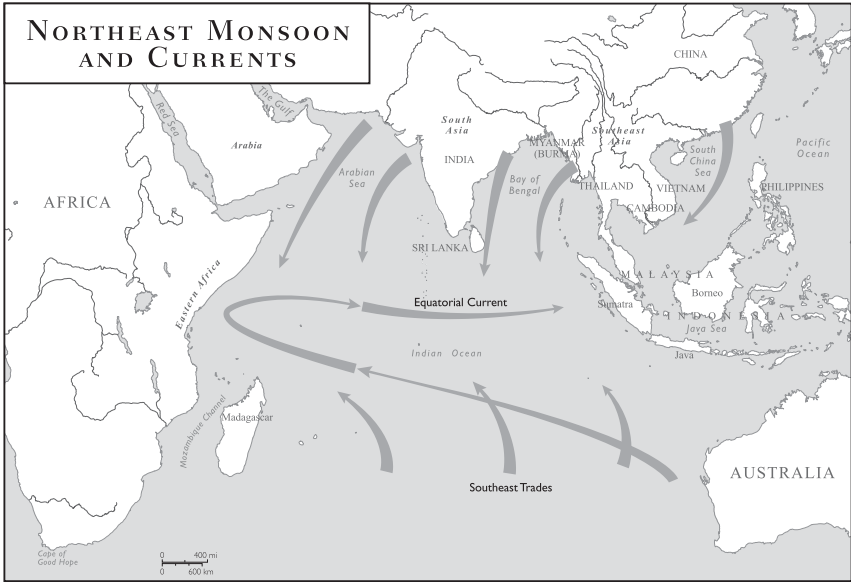 NORTHEAST MONSOON
AND CURRENTS
CHINA
The Gulf
Red Sea
South
Asia
Southeast
Asia
Arabia
MYANMAR
(BURMA)
INDIA
South
China
Sea
Pacific
Ocean
Arabian
Sea
Bay of
Bengal
THAILAND
VIETNAM
PHILIPPINES
AFRICA
CAMBODIA
SRI LANKA
Eastern Africa
MALAYSIA
Borneo
Sumatra
Equatorial Current
INDONESIA
Java Sea
Indian Ocean
Java
Mozambique Channel
Madagascar
AUSTRALIA
Southeast Trades
Cape of
Good Hope
0 400 mi
0 600 km